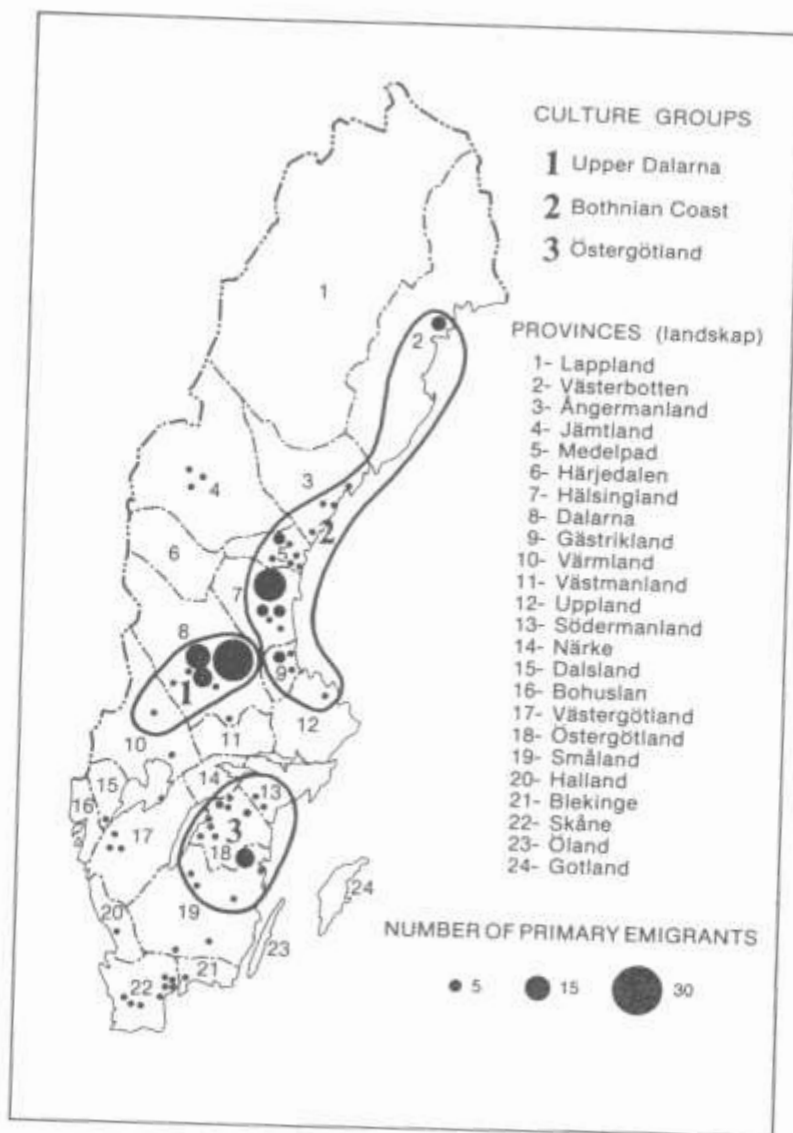 CULTURE GROUPS
1 Upper Dalarna
2 Bothnian Coast
3 Östergötland
PROVINCES (landskap)
1- Lappland
2- Västerbotten
3- Ångermanland
4- Jämtland
5- Medelpad
6- Härjedalen
7- Hälsingland
8- Dalarna
9- Gästrikland
10- Värmland
11- Västmanland
12- Uppland
13- Södermanland
14- Närke
15- Dalsland
16- Bohuslan
17- Västergötland
18- Östergötland
19- Småland
20- Halland
21- Blekinge
22- Skåne
23- Öland
24- Gotland
NUMBER OF PRIMARY EMIGRANTS
5 15 30
1
2
3
4
2
5
6
7
8
9
1
12
10
11
14
13
15
16
3
17
18
24
19
20
23
21
22